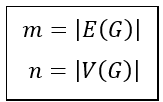 m = |E(G)|
n = |V(G)|